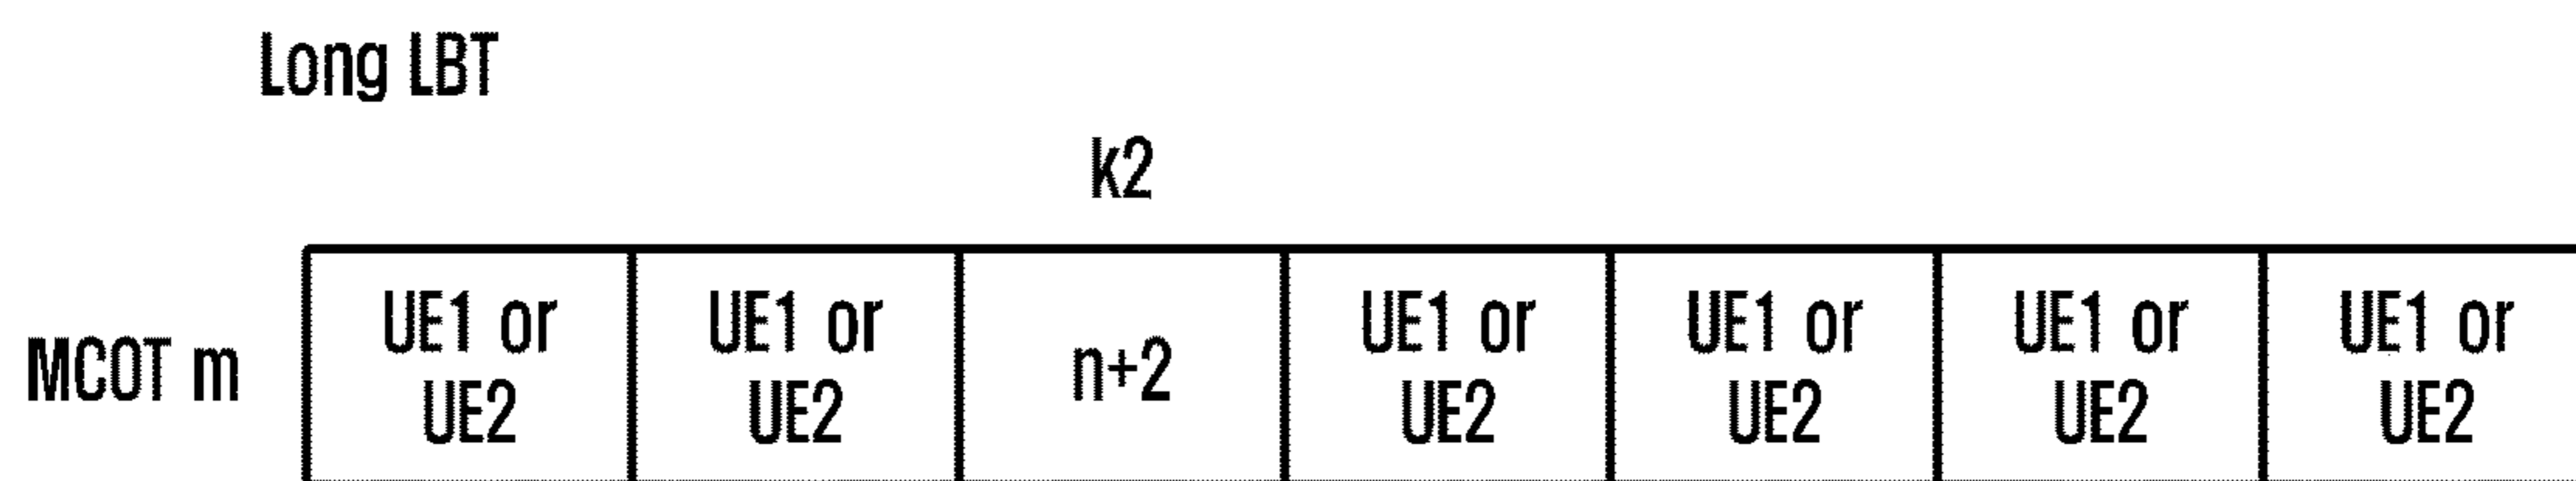 Long LBT
k2
MCOT m
UE1 or
UE2
UE1 or
UE2
n+2
UE1 or
UE2
UE1 or
UE2
UE1 or
UE2
UE1 or
UE2